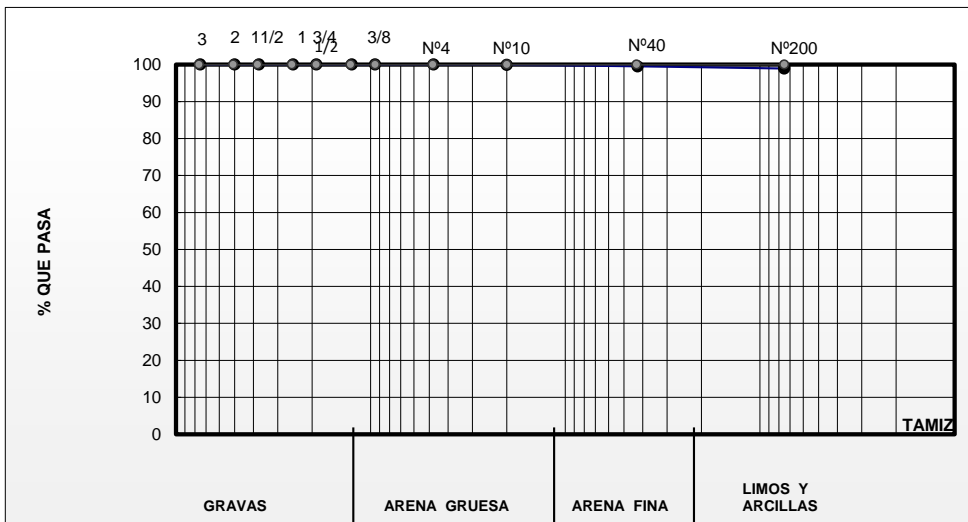 3 2 11/2 1 3/4 3/8
1/2 Nº4 Nº10 Nº40 Nº200
100
90
80
70
60
50
40
30
20
10
0
% QUE PASA
TAMIZ
GRAVAS
ARENA GRUESA
ARENA FINA
LIMOS Y
ARCILLAS